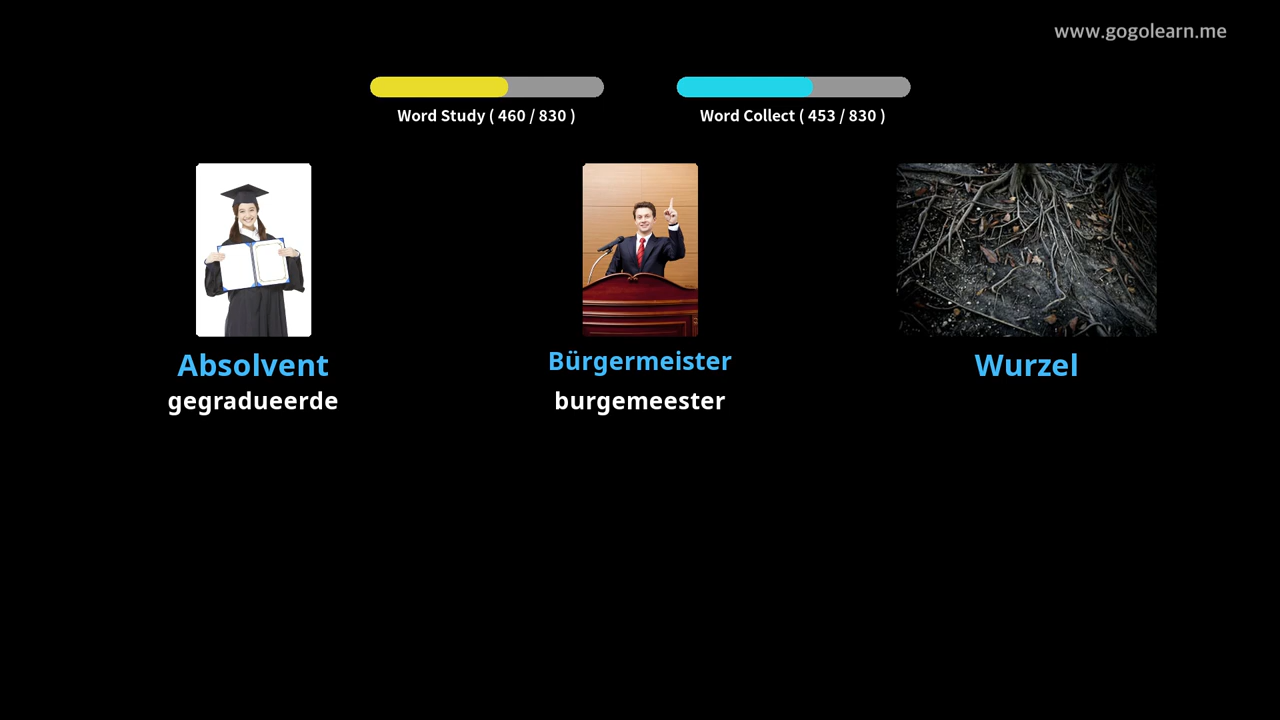 www.gogolearn.me
Word Study ( 460 / 830 )
Word Collect ( 453 / 830 )
Absolvent
gegradueerde
Bürgermeister
burgemeester
Wurzel